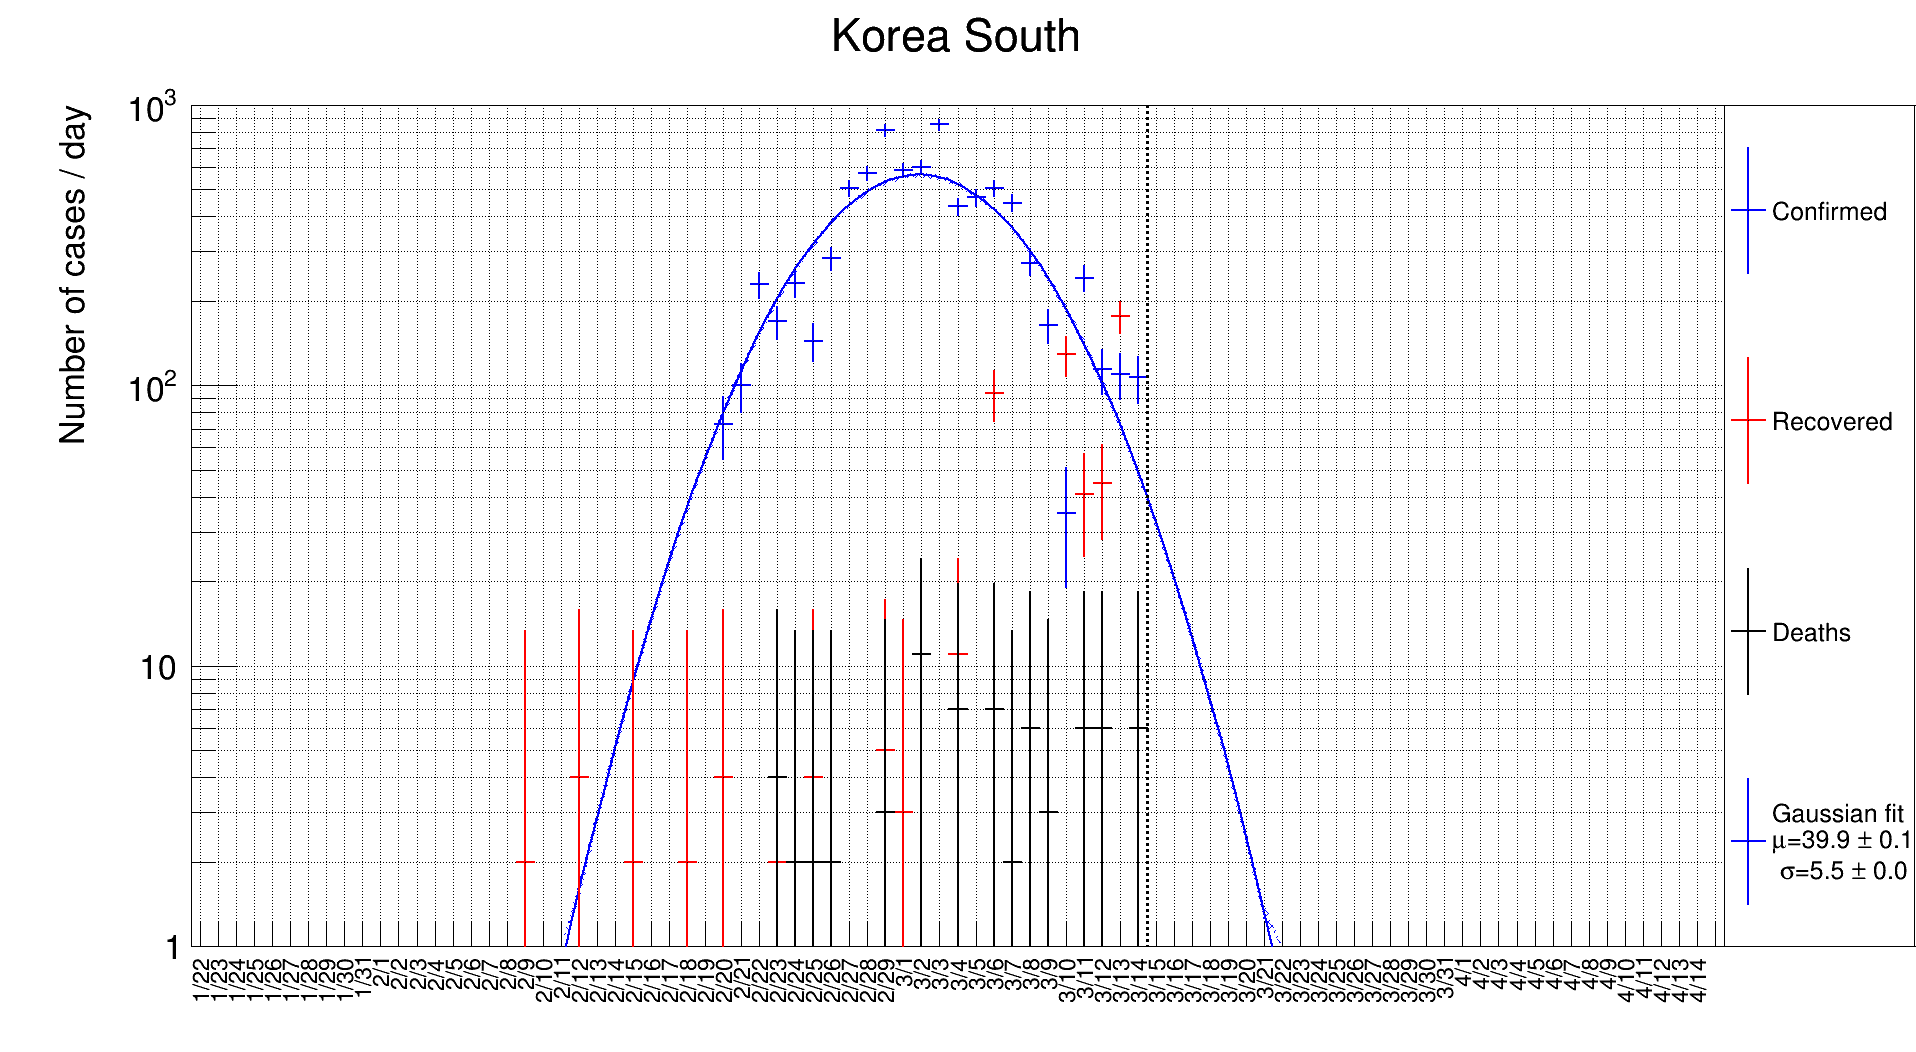 Korea South
Number of cases / day
10³
10²
10
1
1/22 1/23 1/24 1/25 1/26 1/27 1/28 1/29 1/30 1/31 2/1 2/2 2/3 2/4 2/5 2/6 2/7 2/8 2/9 2/10 2/11 2/12 2/13 2/14 2/15 2/16 2/17 2/18 2/19 2/20 2/21 2/22 2/23 2/24 2/25 2/26 2/27 2/28 2/29 3/1 3/2 3/3 3/4 3/5 3/6 3/7 3/8 3/9 3/10 3/11 3/12 3/13 3/14 3/15 3/16 3/17 3/18 3/19 3/20 3/21 3/22 3/23 3/24 3/25 3/26 3/27 3/28 3/29 3/30 3/31 4/1 4/2 4/3 4/4 4/5 4/6 4/7 4/8 4/9 4/10 4/11 4/12 4/13 4/14
Confirmed
Recovered
Deaths
Gaussian fit
μ=39.9 ± 0.1
σ=5.5 ± 0.0